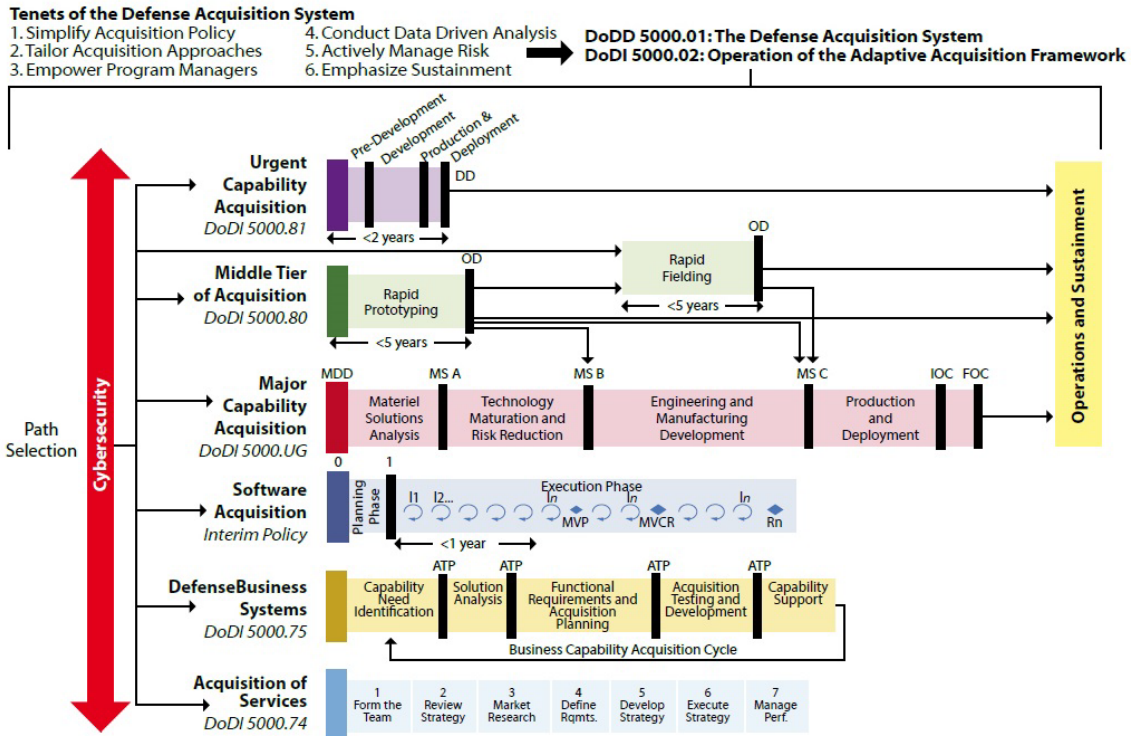 Tenets of the Defense Acquisition System
1. Simplify Acquisition Policy
2. Tailor Acquisition Approaches
3. Empower Program Managers
4. Conduct Data Driven Analysis
5. Actively Manage Risk
6. Emphasize Sustainment
DoDD 5000.01: The Defense Acquisition System
DoDI 5000.02: Operation of the Adaptive Acquisition Framework
Path
Selection
Cybersecurity
Operations and Sustainment
Urgent
Capability
Acquisition
DoDI 5000.81
Pre-Development
Development
Production &
Deployment
DD
<2 years
Middle Tier
of Acquisition
DoDI 5000.80
Rapid
Prototyping
OD
<5 years
Rapid
Fielding
OD
<5 years
Major
Capability
Acquisition
DoDI 5000.UG
MDD
MS A
MS B
MS C
IOC
FOC
Materiel
Solutions
Analysis
Technology
Maturation and
Risk Reduction
Engineering and
Manufacturing
Development
Production
and
Deployment
Software
Acquisition
Interim Policy
0
1
Planning
Phase
Execution Phase
I1
I2...
In
In
In
MVP
MVCR
Rn
<1 year
DefenseBusiness
Systems
DoDI 5000.75
ATP
ATP
ATP
ATP
Capability
Need
Identification
Solution
Analysis
Functional
Requirements and
Acquisition
Planning
Acquisition
Testing and
Development
Capability
Support
Business Capability Acquisition Cycle
Acquisition of
Services
DoDI 5000.74
1
Form the
Team
2
Review
Strategy
3
Market
Research
4
Define
Rqmts.
5
Develop
Strategy
6
Execute
Strategy
7
Manage
Perf.